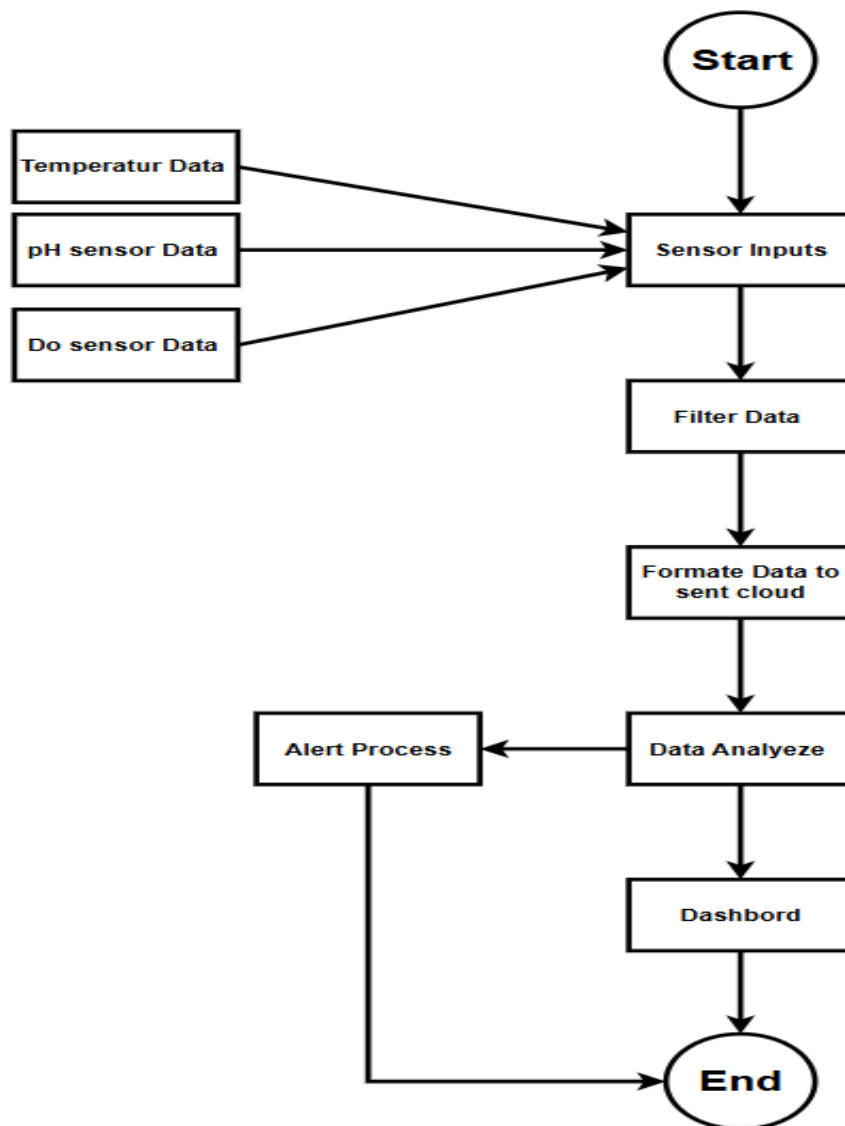 Start
Temperatur Data
pH sensor Data
Do sensor Data
Sensor Inputs
Filter Data
Formate Data to
sent cloud
Alert Process
Data Analyeze
Dashbord
End